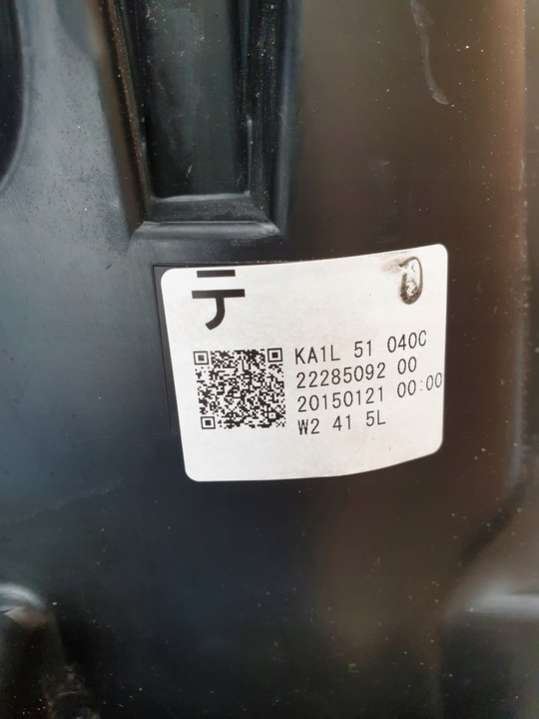 テ
KA1L 51 040C
22285092 00
20150121 00:00
W2 41 5L